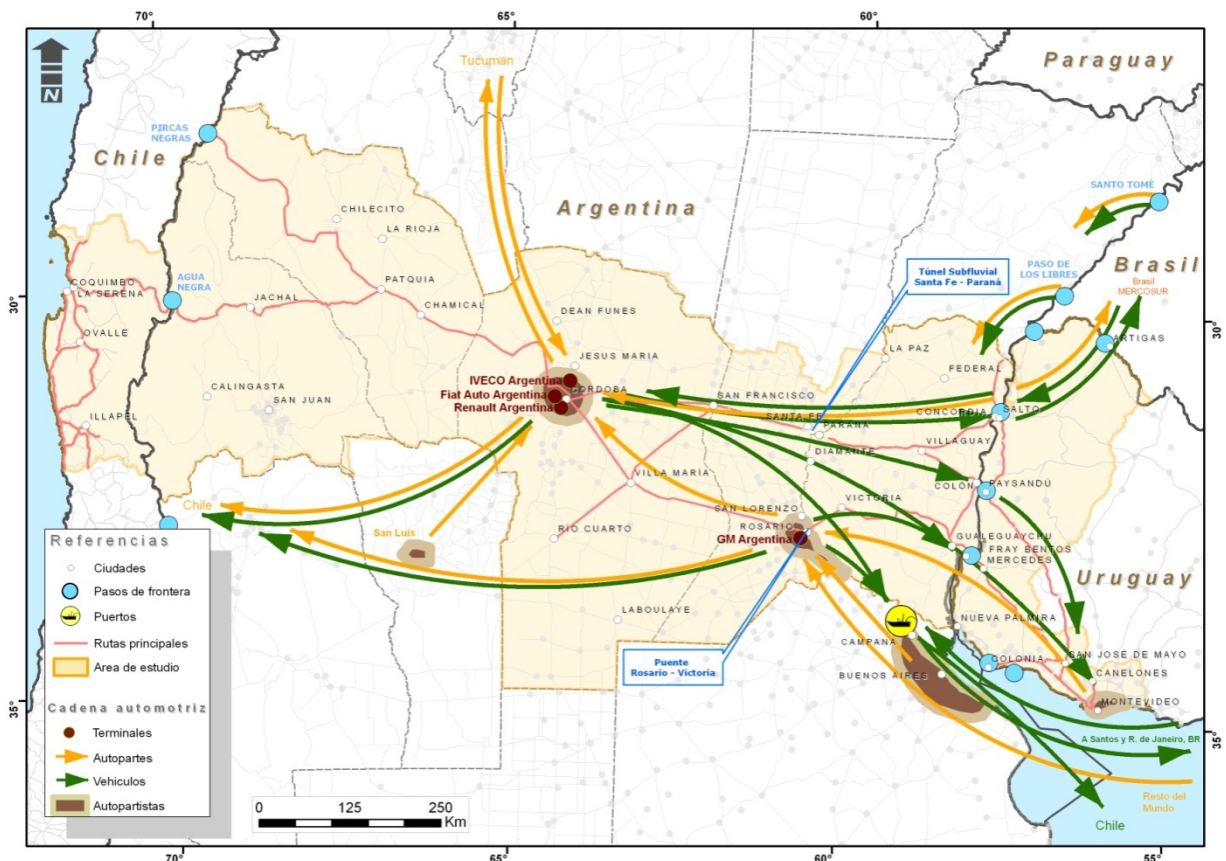 70°
65°
60°
N
Tucuman
Paraguay
PIRCAS
NEGRAS
Chile
CHILECITO
LA RIOJA
Argentina
SANTO TOMÉ
Túnel Subfluvial
Santa Fe - Paraná
PASO DE
LOS LIBRES
Brasil
Brasil
MERCOSUR
30°
COQUIMBO
LA SERENA
AGUA
NEGRA
JACHAL
PATQUIA
CHAMICAL
DEAN FUNES
30°
ARTIGAS
OVALLE
JESUS MARIA
LA PAZ
FEDERAL
IVECO Argentina
Fiat Auto Argentina
CORDOBA
Renault Argentina
CALINGASTA
SAN JUAN
SAN FRANCISCO
ILLAPEL
SANTA FE
PARANA
CONCORDIA
SALTO
DIAMANTE
VILLAGUAY
VILLA MARÍA
COLÓN
PAYSANDÚ
Chile
San Luis
RÍO CUARTO
SAN LORENZO
VICTORIA
ROSARIO
GM Argentina
GUALEGUAYCHU
FRAY BENTOS
MERCEDES
Uruguay
LABOULAYE
NUEVA PALMIRA
CAMPANA
Puente
Rosario - Victoria
BUENOS AIRES
COLONIA
SAN JOSÉ DE MAYO
CANELONES
MONTEVIDEO
35°
35°
A Santos y R. de Janeiro, BR
Resto del
Mundo
Chile
Referencias
Ciudades
Pasos de frontera
Puertos
Rutas principales
Area de estudio
Cadena automotriz
Terminales
Autopartes
Vehiculos
Autopartistas
0 125 250
Km
70°
65°
60°
55°